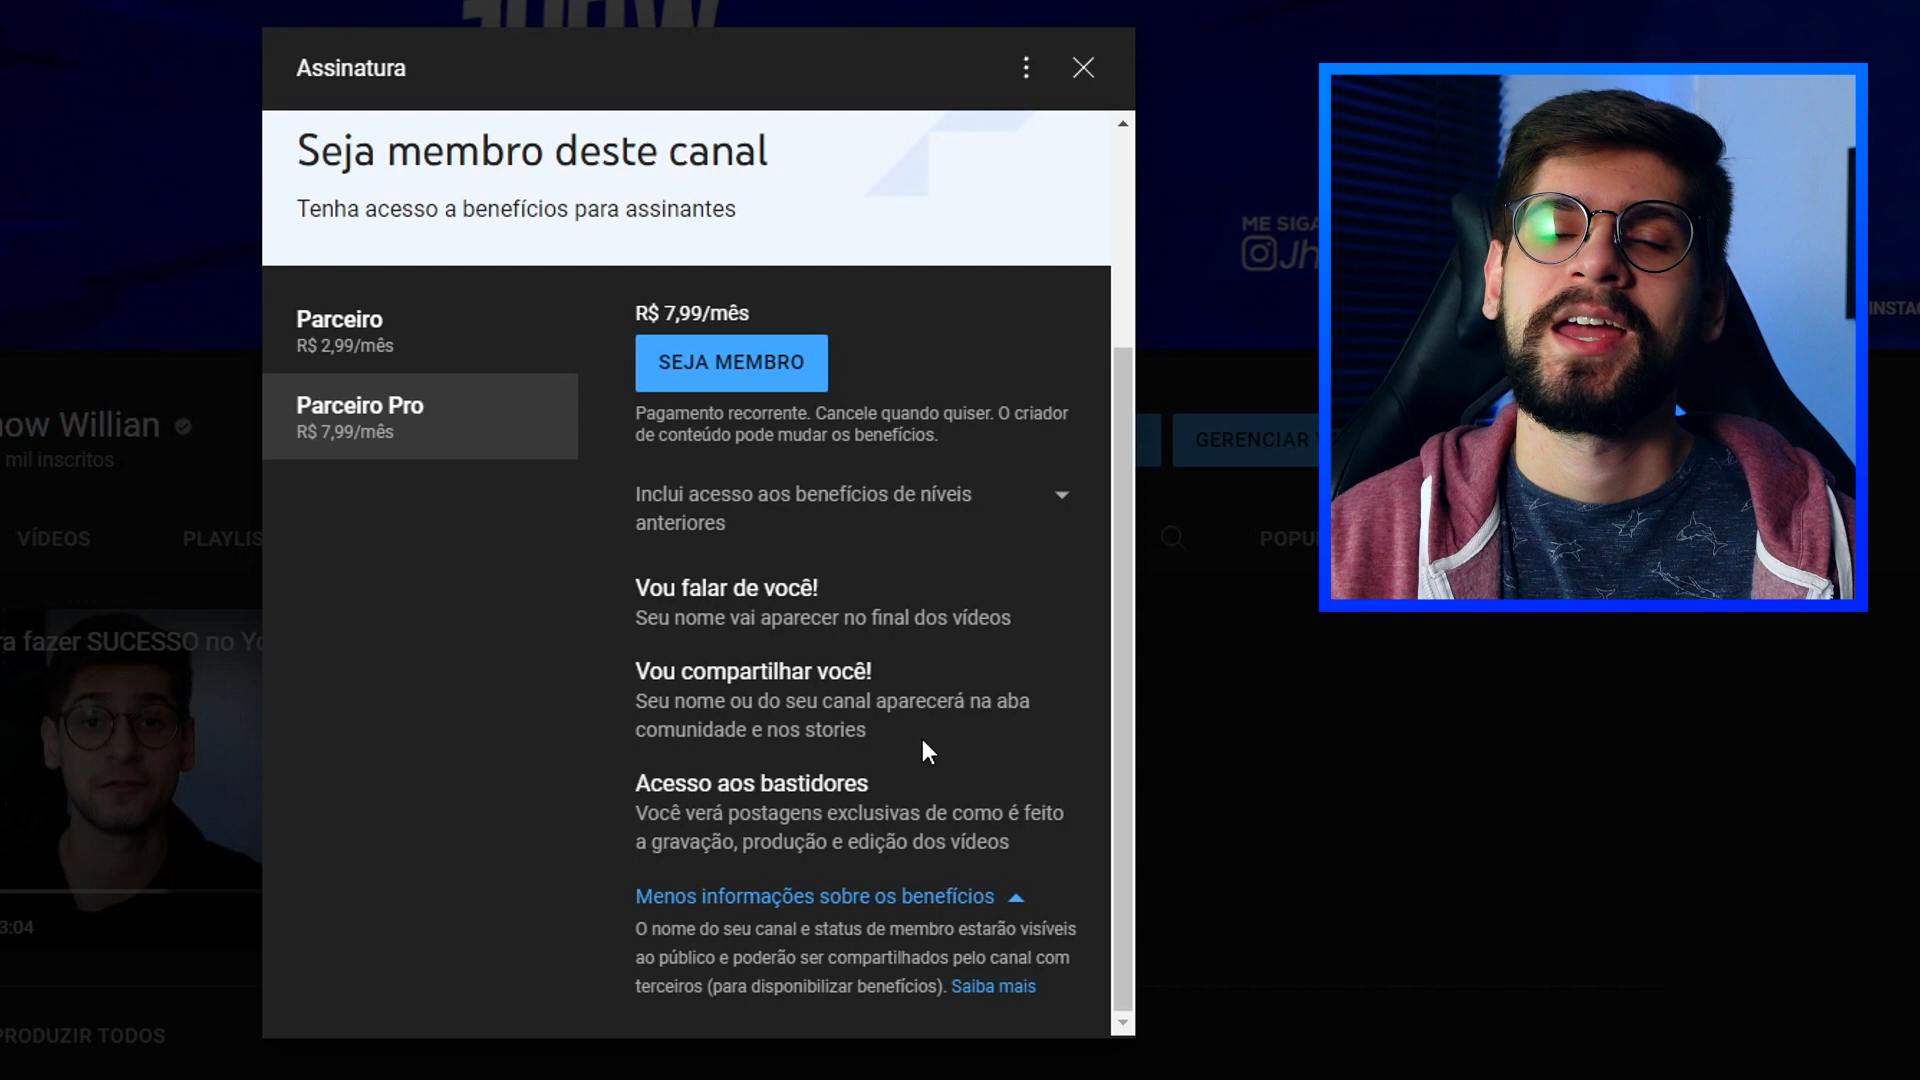 Assinatura
Seja membro deste canal
Tenha acesso a benefícios para assinantes
Parceiro
R$ 2,99/mês
Parceiro Pro
R$ 7,99/mês
R$ 7,99/mês
SEJA MEMBRO
Pagamento recorrente. Cancele quando quiser. O criador
de conteúdo pode mudar os benefícios.
Inclui acesso aos benefícios de níveis
anteriores
Vou falar de você!
Seu nome vai aparecer no final dos vídeos
Vou compartilhar você!
Seu nome ou do seu canal aparecerá na aba
comunidade e nos stories
Acesso aos bastidores
Você verá postagens exclusivas de como é feito
a gravação, produção e edição dos vídeos
Menos informações sobre os benefícios
O nome do seu canal e status de membro estarão visíveis
ao público e poderão ser compartilhados pelo canal com
terceiros (para disponibilizar benefícios). Saiba mais
ME SIGA
Willian
mil inscritos
GERENCIAR
VÍDEOS
fazer SUCESSO no
3:04
TODOS